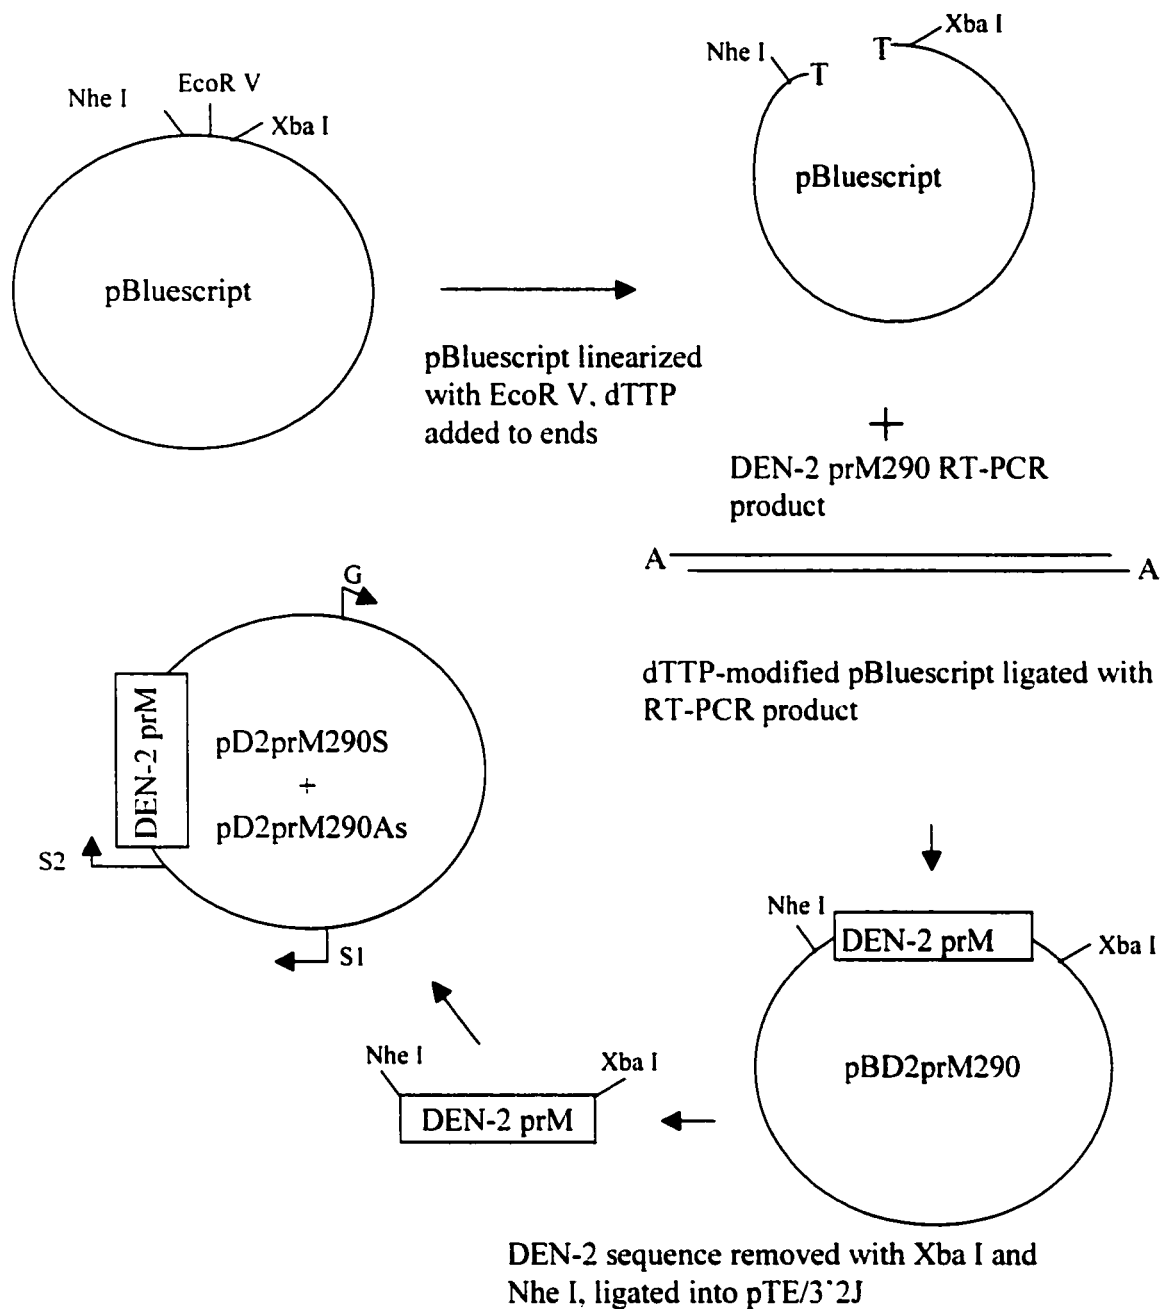 Nhe I
EcoR V
Xba I
pBluescript
pBluescript linearized
with EcoR V, dTTP
added to ends
Nhe I
T
T
Xba I
pBluescript
+
DEN-2 prM290 RT-PCR
product
A
A
dTTP-modified pBluescript ligated with
RT-PCR product
Nhe I
DEN-2 prM
Xba I
pBD2prM290
DEN-2 sequence removed with Xba I and
Nhe I, ligated into pTE/3'2J
Nhe I
Xba I
DEN-2 prM
G
DEN-2 prM
pD2prM290S
+
pD2prM290As
S2
S1